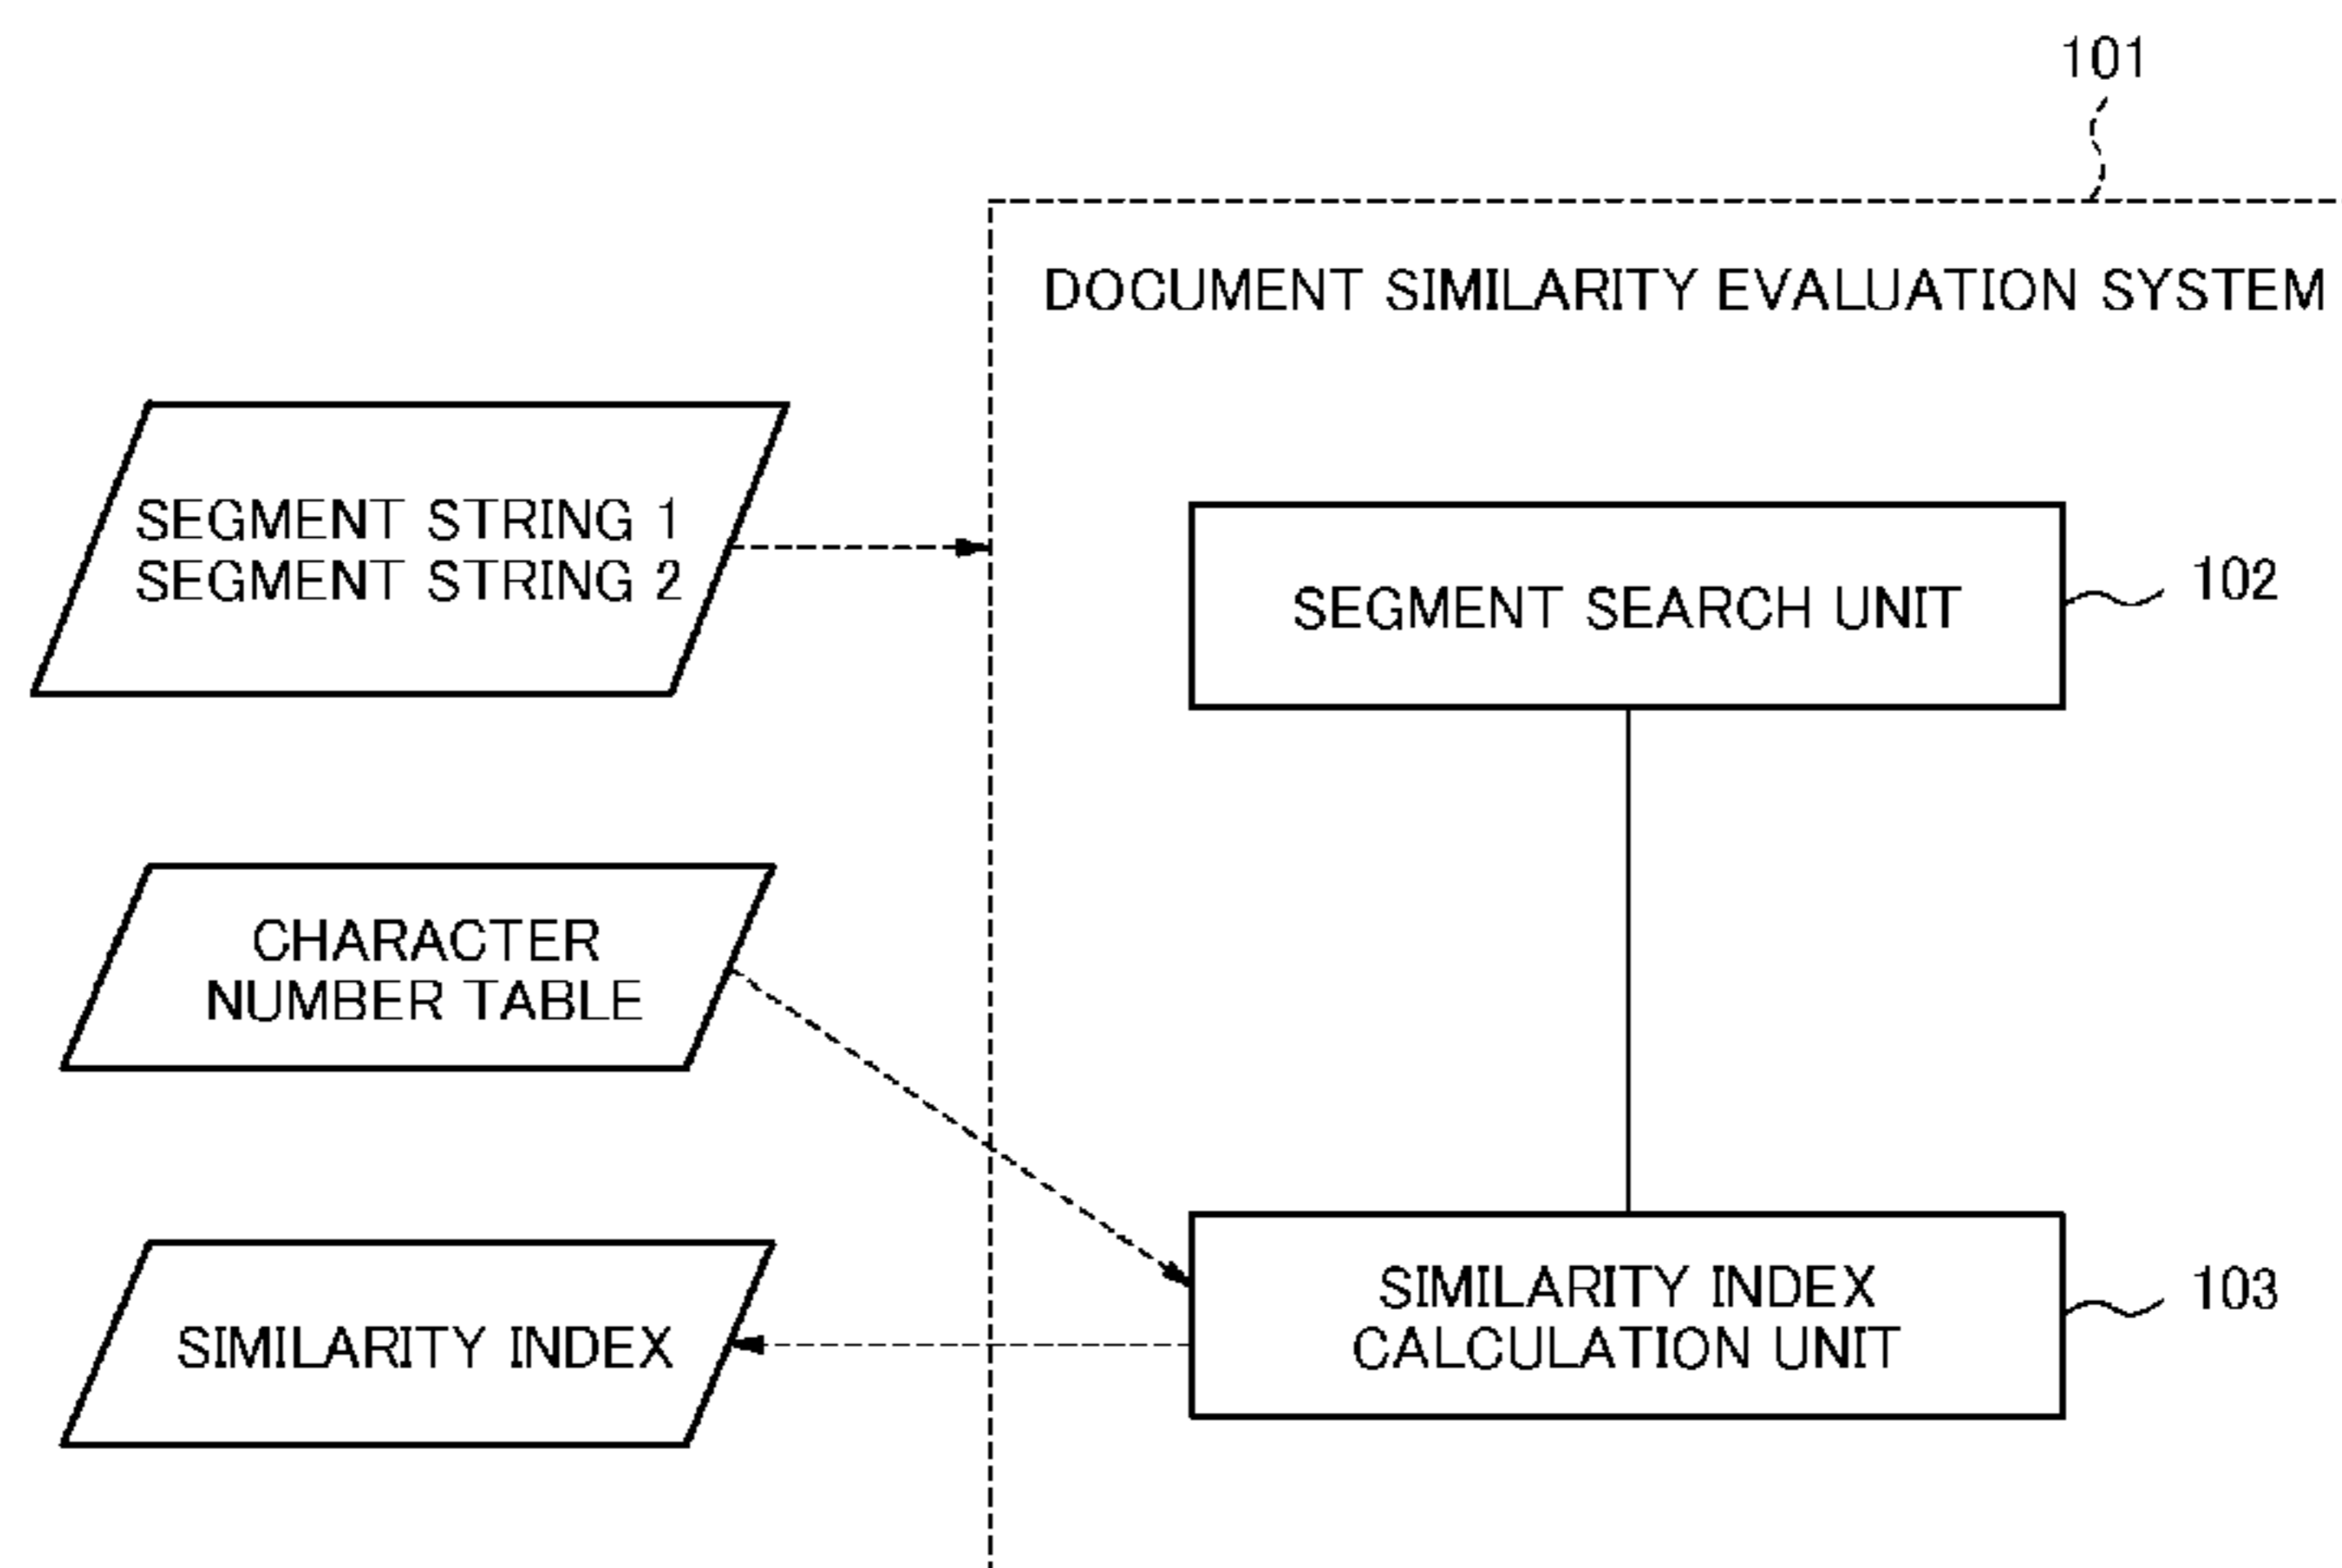 101
DOCUMENT SIMILARITY EVALUATION SYSTEM
SEGMENT STRING 1
SEGMENT STRING 2
SEGMENT SEARCH UNIT
102
CHARACTER
NUMBER TABLE
SIMILARITY INDEX
SIMILARITY INDEX
CALCULATION UNIT
103